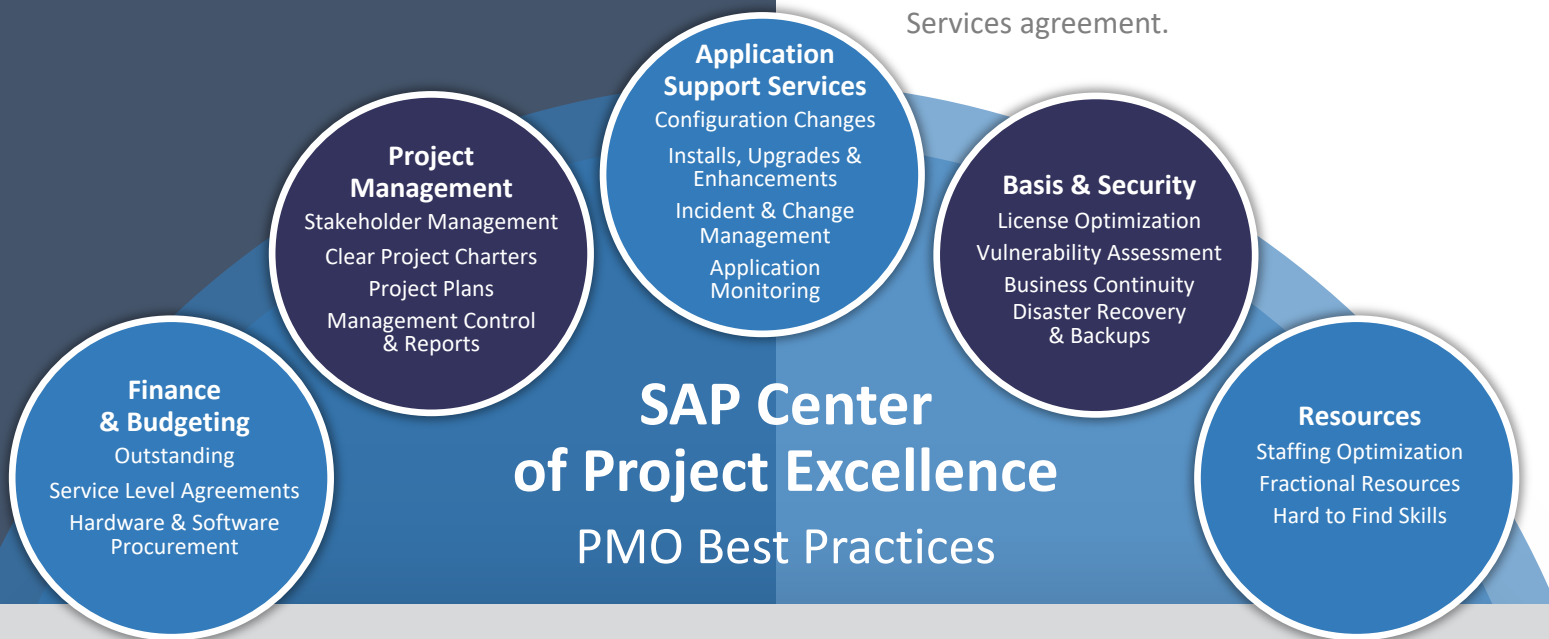 Services agreement.
Application
Support Services
Configuration Changes
Installs, Upgrades &
Enhancements
Incident & Change
Management
Application
Monitoring
Project
Management
Stakeholder Management
Clear Project Charters
Project Plans
Management Control
& Reports
Basis & Security
License Optimization
Vulnerability Assessment
Business Continuity
Disaster Recovery
& Backups
Finance
& Budgeting
Outstanding
Service Level Agreements
Hardware & Software
Procurement
SAP Center
of Project Excellence
PMO Best Practices
Resources
Staffing Optimization
Fractional Resources
Hard to Find Skills